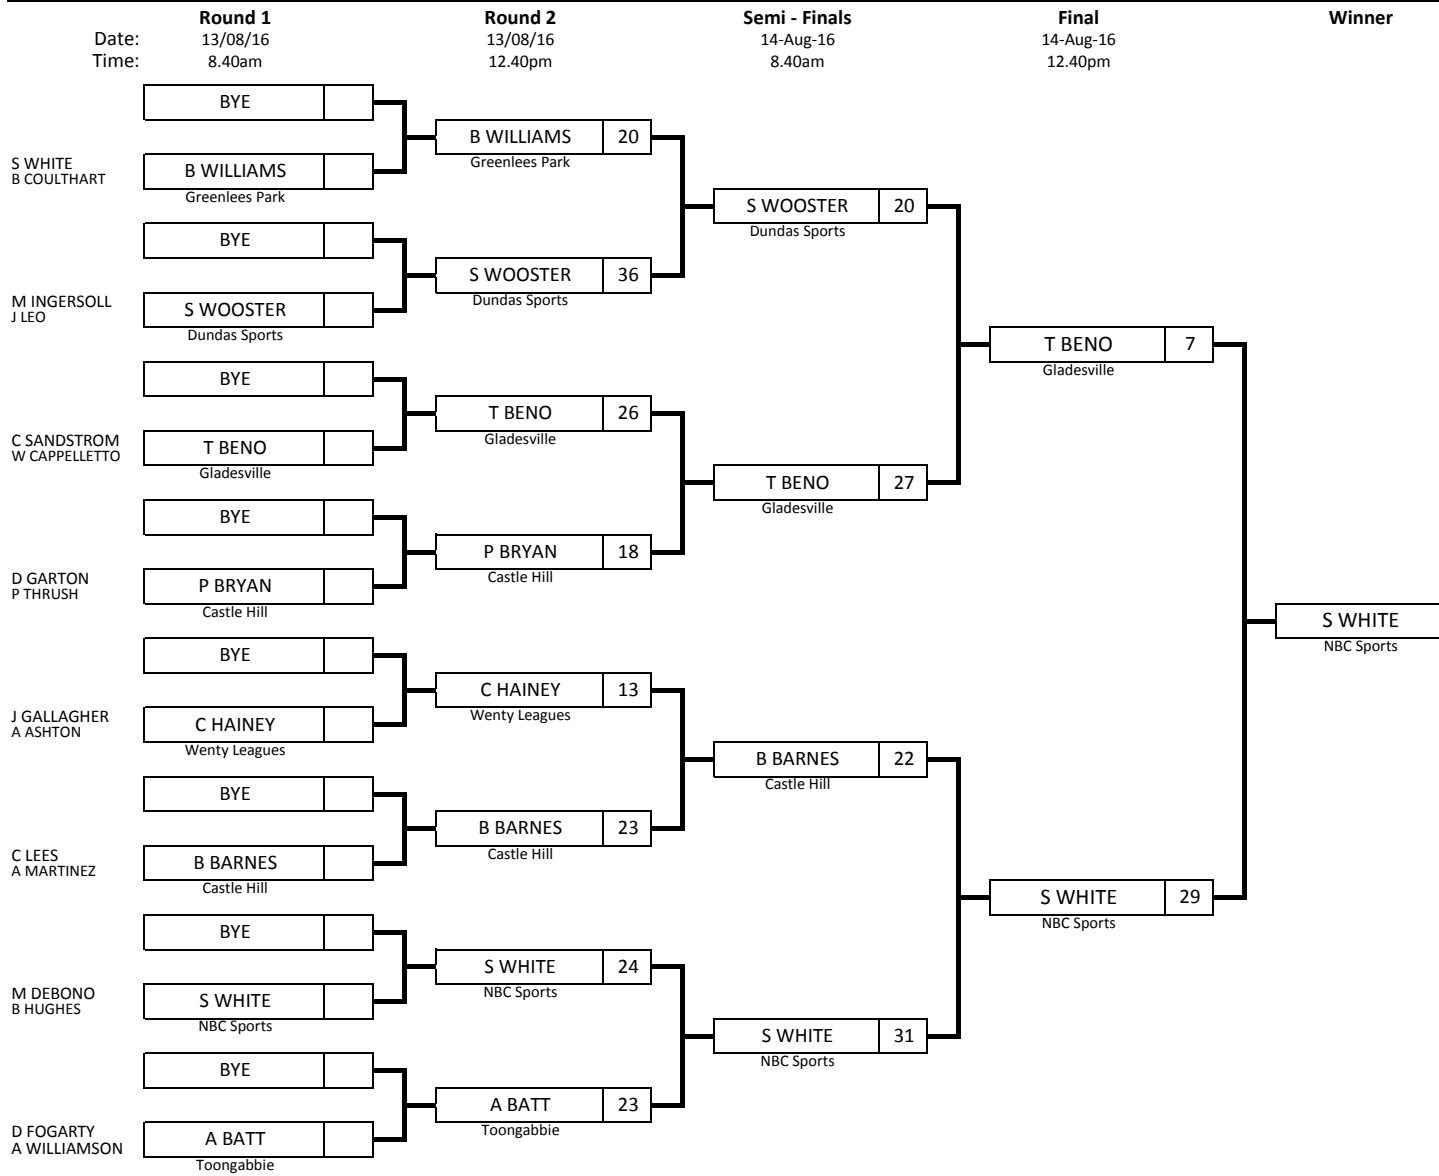 Round 1 Round 2 Semi - Finals Final Winner
Date: 13/08/16 13/08/16 14-Aug-16 14-Aug-16
Time: 8.40am 12.40pm 8.40am 12.40pm
BYE
B WILLIAMS 20
Greenlees Park
S WHITE
B COULTHART
B WILLIAMS
Greenlees Park
S WOOSTER 20
Dundas Sports
BYE
S WOOSTER 36
Dundas Sports
M INGERSOLL
J LEO
S WOOSTER
Dundas Sports
T BENO 7
Gladesville
BYE
T BENO 26
Gladesville
C SANDSTROM
W CAPPELLETTO
T BENO
Gladesville
T BENO 27
Gladesville
BYE
P BRYAN 18
Castle Hill
D GARTON
P THRUSH
P BRYAN
Castle Hill
S WHITE
NBC Sports
BYE
C HAINEY 13
Wenty Leagues
J GALLAGHER
A ASHTON
C HAINEY
Wenty Leagues
B BARNES 22
Castle Hill
BYE
B BARNES 23
Castle Hill
C LEES
A MARTINEZ
B BARNES
Castle Hill
S WHITE 29
NBC Sports
BYE
S WHITE 24
NBC Sports
M DEBONO
B HUGHES
S WHITE
NBC Sports
S WHITE 31
NBC Sports
BYE
A BATT 23
Toongabbie
D FOGARTY
A WILLIAMSON
A BATT
Toongabbie